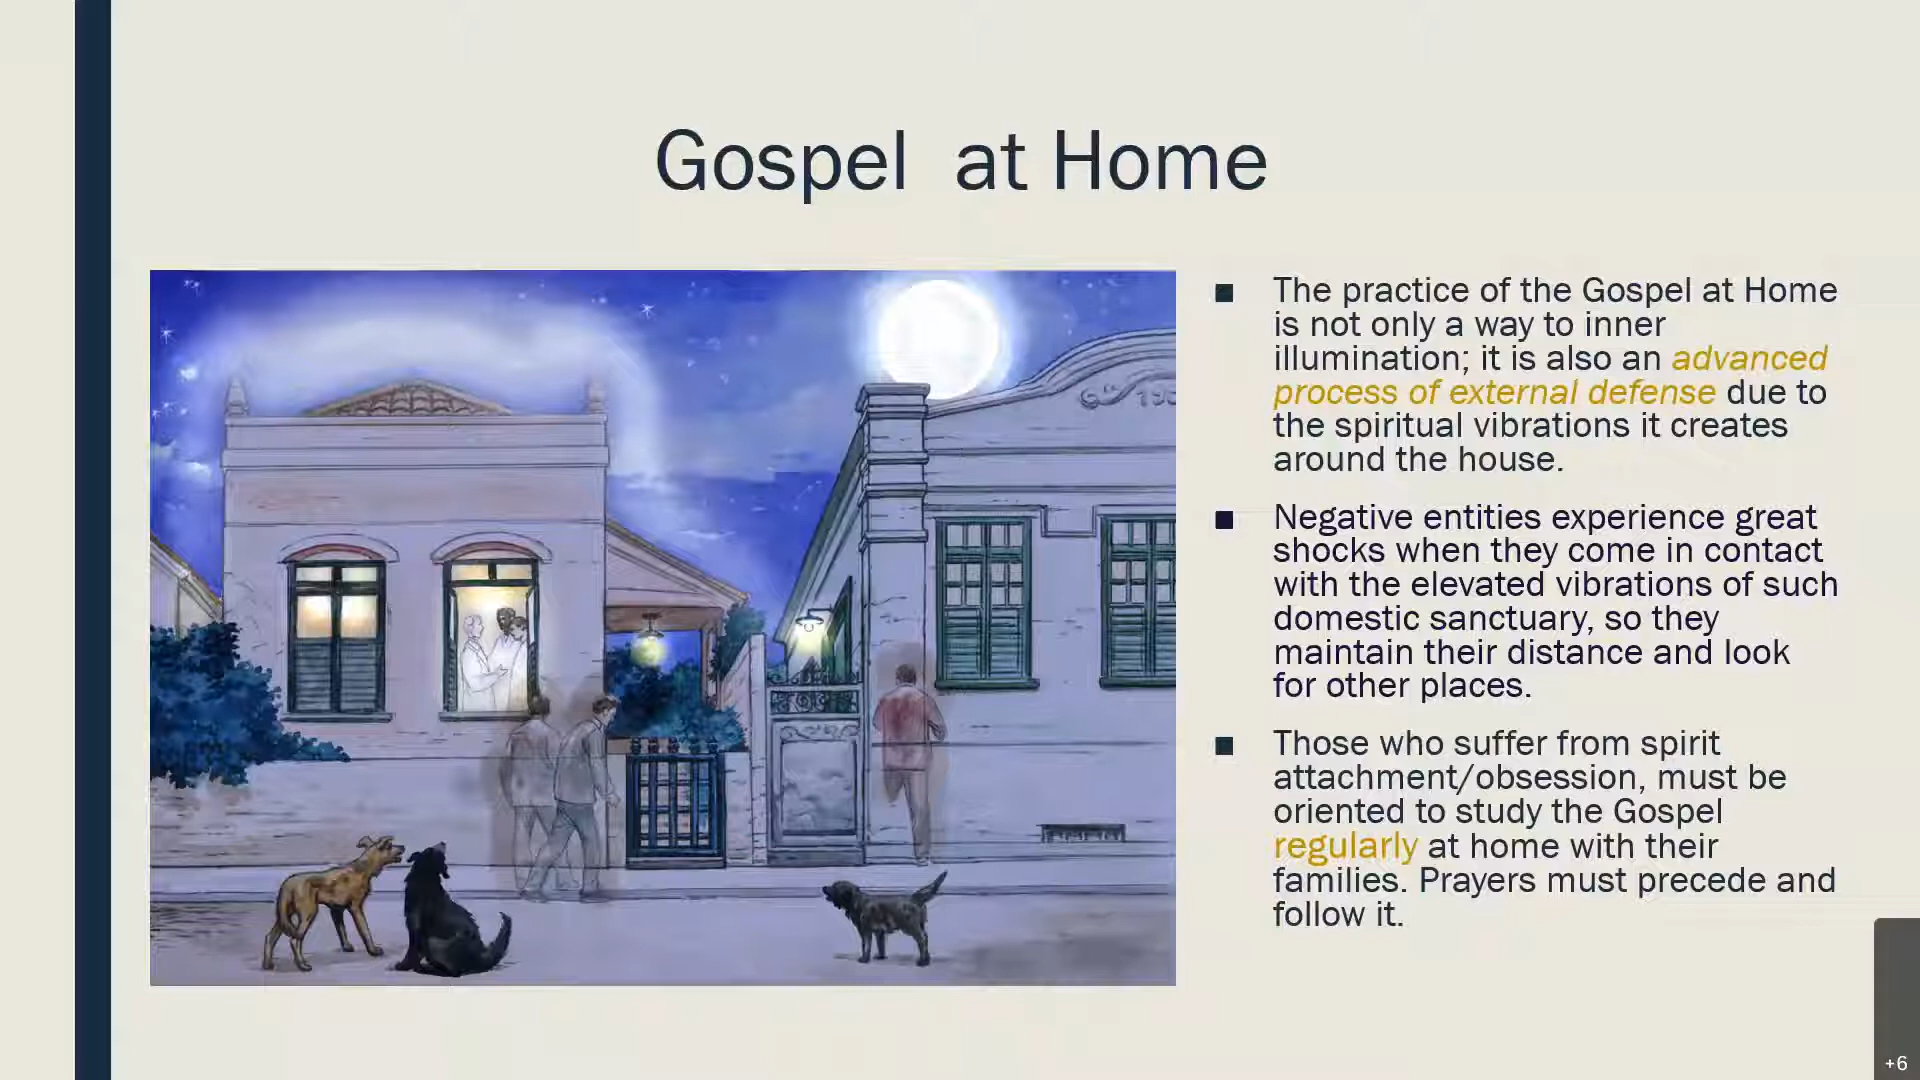 Gospel at Home
The practice of the Gospel at Home
is not only a way to inner
illumination; it is also an advanced
process of external defense due to
the spiritual vibrations it creates
around the house.
Negative entities experience great
shocks when they come in contact
with the elevated vibrations of such
domestic sanctuary, so they
maintain their distance and look
for other places.
Those who suffer from spirit
attachment/obsession, must be
oriented to study the Gospel
regularly at home with their
families. Prayers must precede and
follow it.
+6